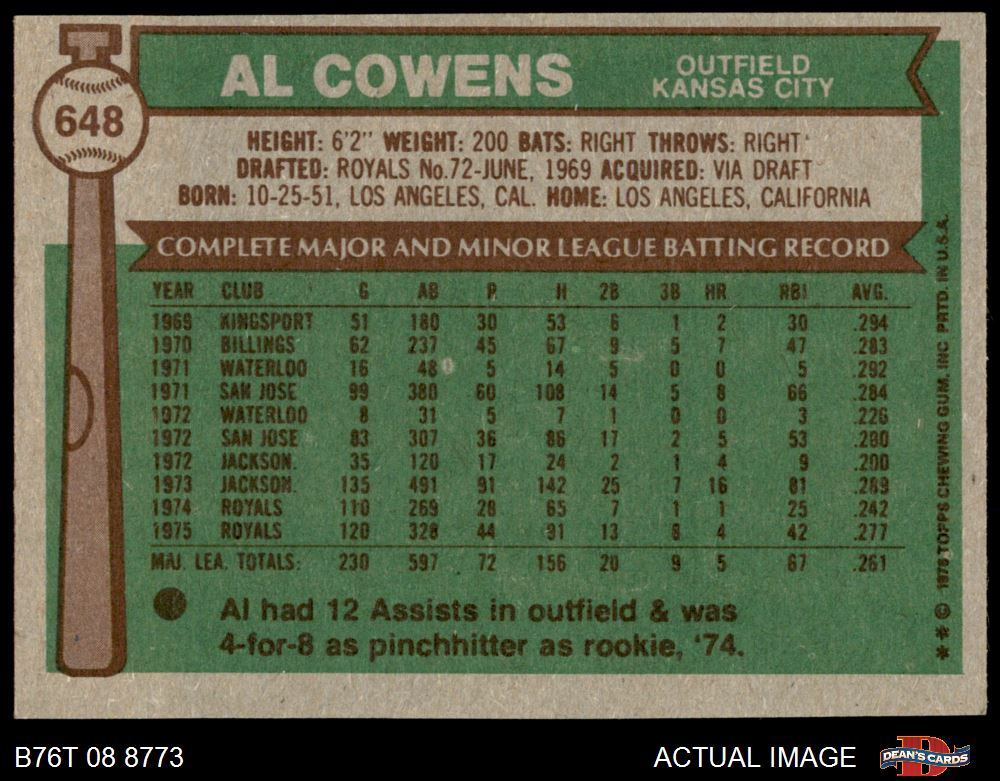 648
AL COWENS
OUTFIELD
KANSAS CITY
HEIGHT: 6'2" WEIGHT: 200 BATS: RIGHT THROWS: RIGHT
DRAFTED: ROYALS No.72-JUNE, 1969 ACQUIRED: VIA DRAFT
BORN: 10-25-51, LOS ANGELES, CAL. HOME: LOS ANGELES, CALIFORNIA
COMPLETE MAJOR AND MINOR LEAGUE BATTING RECORD
YEAR CLUB G AB R H 2B 3B HR RBI AVG.
1969 KINGSPORT 51 180 30 53 6 1 2 30 .294
1970 BILLINGS 62 237 45 67 9 5 7 47 .283
1971 WATERLOO 16 48 5 14 5 0 0 5 .292
1971 SAN JOSE 99 380 60 108 14 5 8 66 .284
1972 WATERLOO 8 31 5 7 1 0 0 3 .226
1972 SAN JOSE 83 307 36 86 17 2 5 53 .280
1972 JACKSON 35 120 17 24 2 1 4 9 .200
1973 JACKSON 135 491 91 142 25 7 16 81 .289
1974 ROYALS 110 269 28 65 7 1 1 25 .242
1975 ROYALS 120 328 44 91 13 8 4 42 .277
MAJ. LEA. TOTALS: 230 597 72 156 20 9 5 67 .261
Al had 12 Assists in outfield & was
4-for-8 as pinchhitter as rookie, '74.
* * © 1976 TOPPS CHEWING GUM, INC PRTD. IN U.S.A.
B76T 08 8773
ACTUAL IMAGE
DEAN'S CARDS